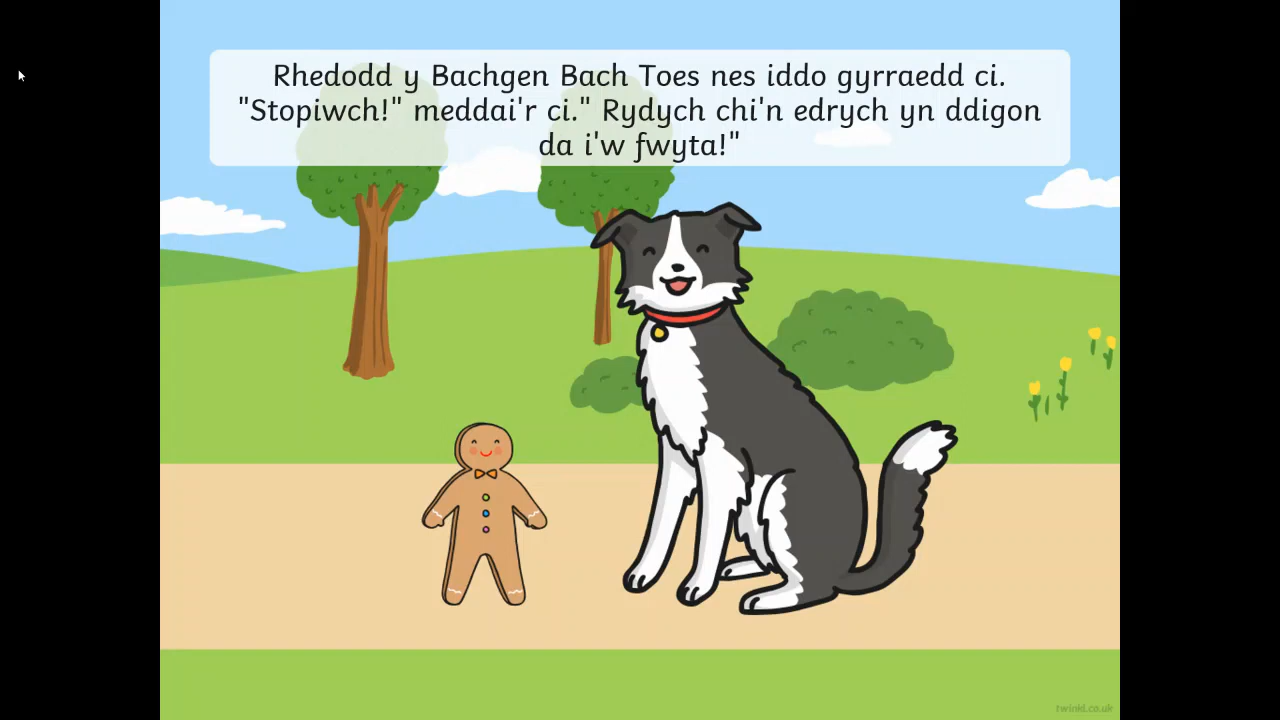 Rhedodd y Bachgen Bach Toes nes iddo gyrraedd ci.
"Stopiwch!" meddai'r ci." Rydych chi'n edrych yn ddigon
da i'w fwyta!"
twinkl.co.uk